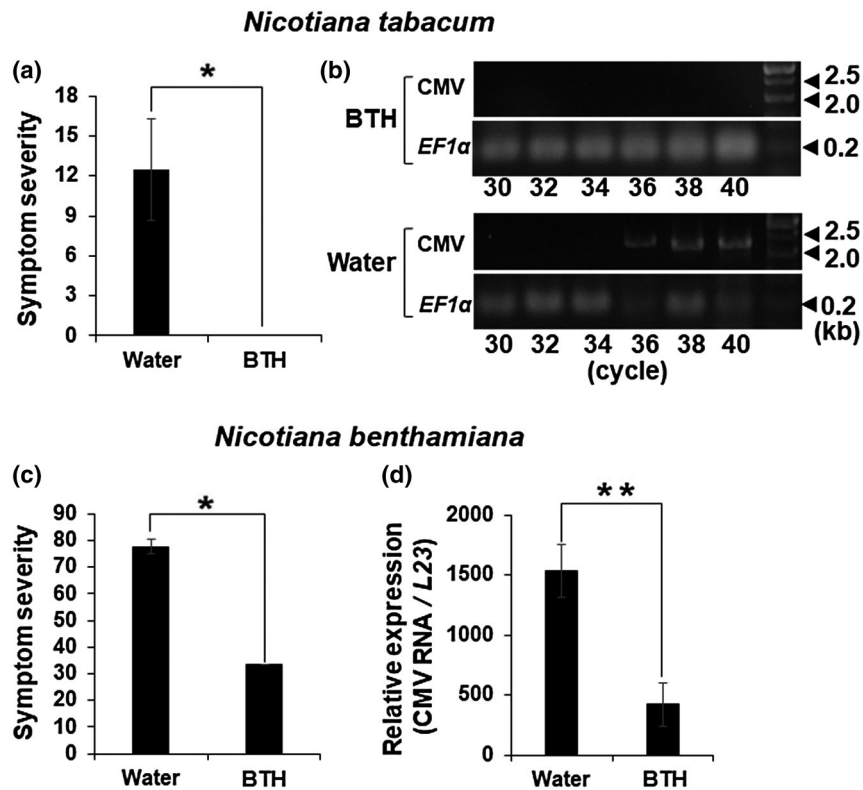 Nicotiana tabacum
(a)
*
Symptom severity
18
15
12
9
6
3
0
Water BTH
(b)
BTH
CMV
2.5
2.0
EF1α
0.2
30 32 34 36 38 40
Water
CMV
2.5
2.0
EF1α
0.2
30 32 34 36 38 40 (kb)
(cycle)
Nicotiana benthamiana
(c)
*
Symptom severity
90
80
70
60
50
40
30
20
10
0
Water BTH
(d)
**
Relative expression
(CMV RNA / L23)
2000
1500
1000
500
0
Water BTH